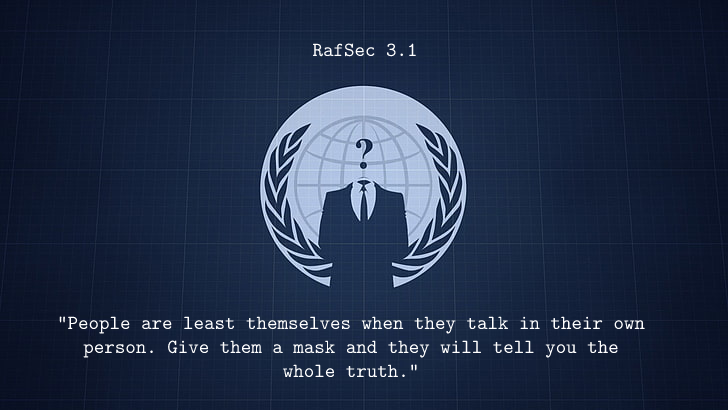 RafSec 3.1
?
"People are least themselves when they talk in their own
person. Give them a mask and they will tell you the
whole truth."